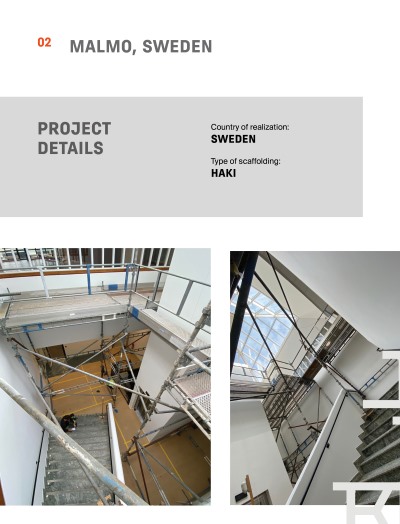 02 MALMO, SWEDEN
PROJECT
DETAILS
Country of realization:
SWEDEN
Type of scaffolding:
HAKI